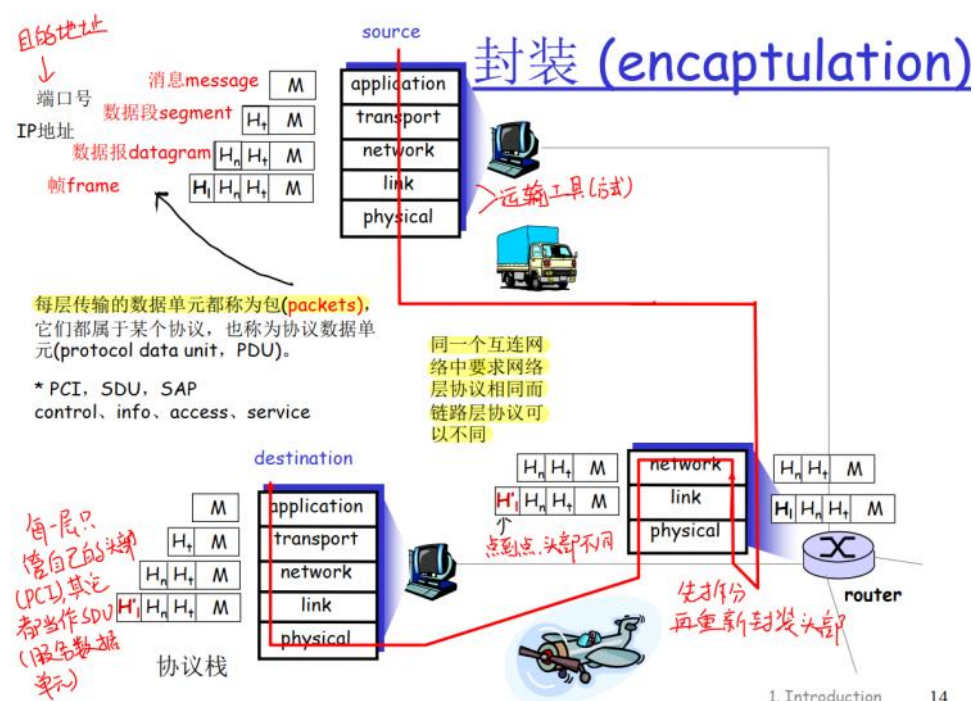 封装 (encaptulation)
目的地址
↓
端口号
IP地址
source
消息message
M
数据段segment
Ht M
数据报datagram
Hn Ht M
帧frame
Hl Hn Ht M
application
transport
network
link
physical
运输工具(方式)
每层传输的数据单元都称为包(packets),
它们都属于某个协议，也称为协议数据单
元(protocol data unit，PDU)。
* PCI，SDU，SAP
control、info、access、service
同一个互连网
络中要求网络
层协议相同而
链路层协议可
以不同
destination
M
Ht M
Hn Ht M
H'l Hn Ht M
application
transport
network
link
physical
每一层只
管自己的头部
(PCI),其它
都当作SDU
(服务数据
单元)
协议栈
Hn Ht M
H'l Hn Ht M
点到点,头部不同
network
link
physical
Hn Ht M
Hl Hn Ht M
router
先拆分
再重新封装头部
1. Introduction 14